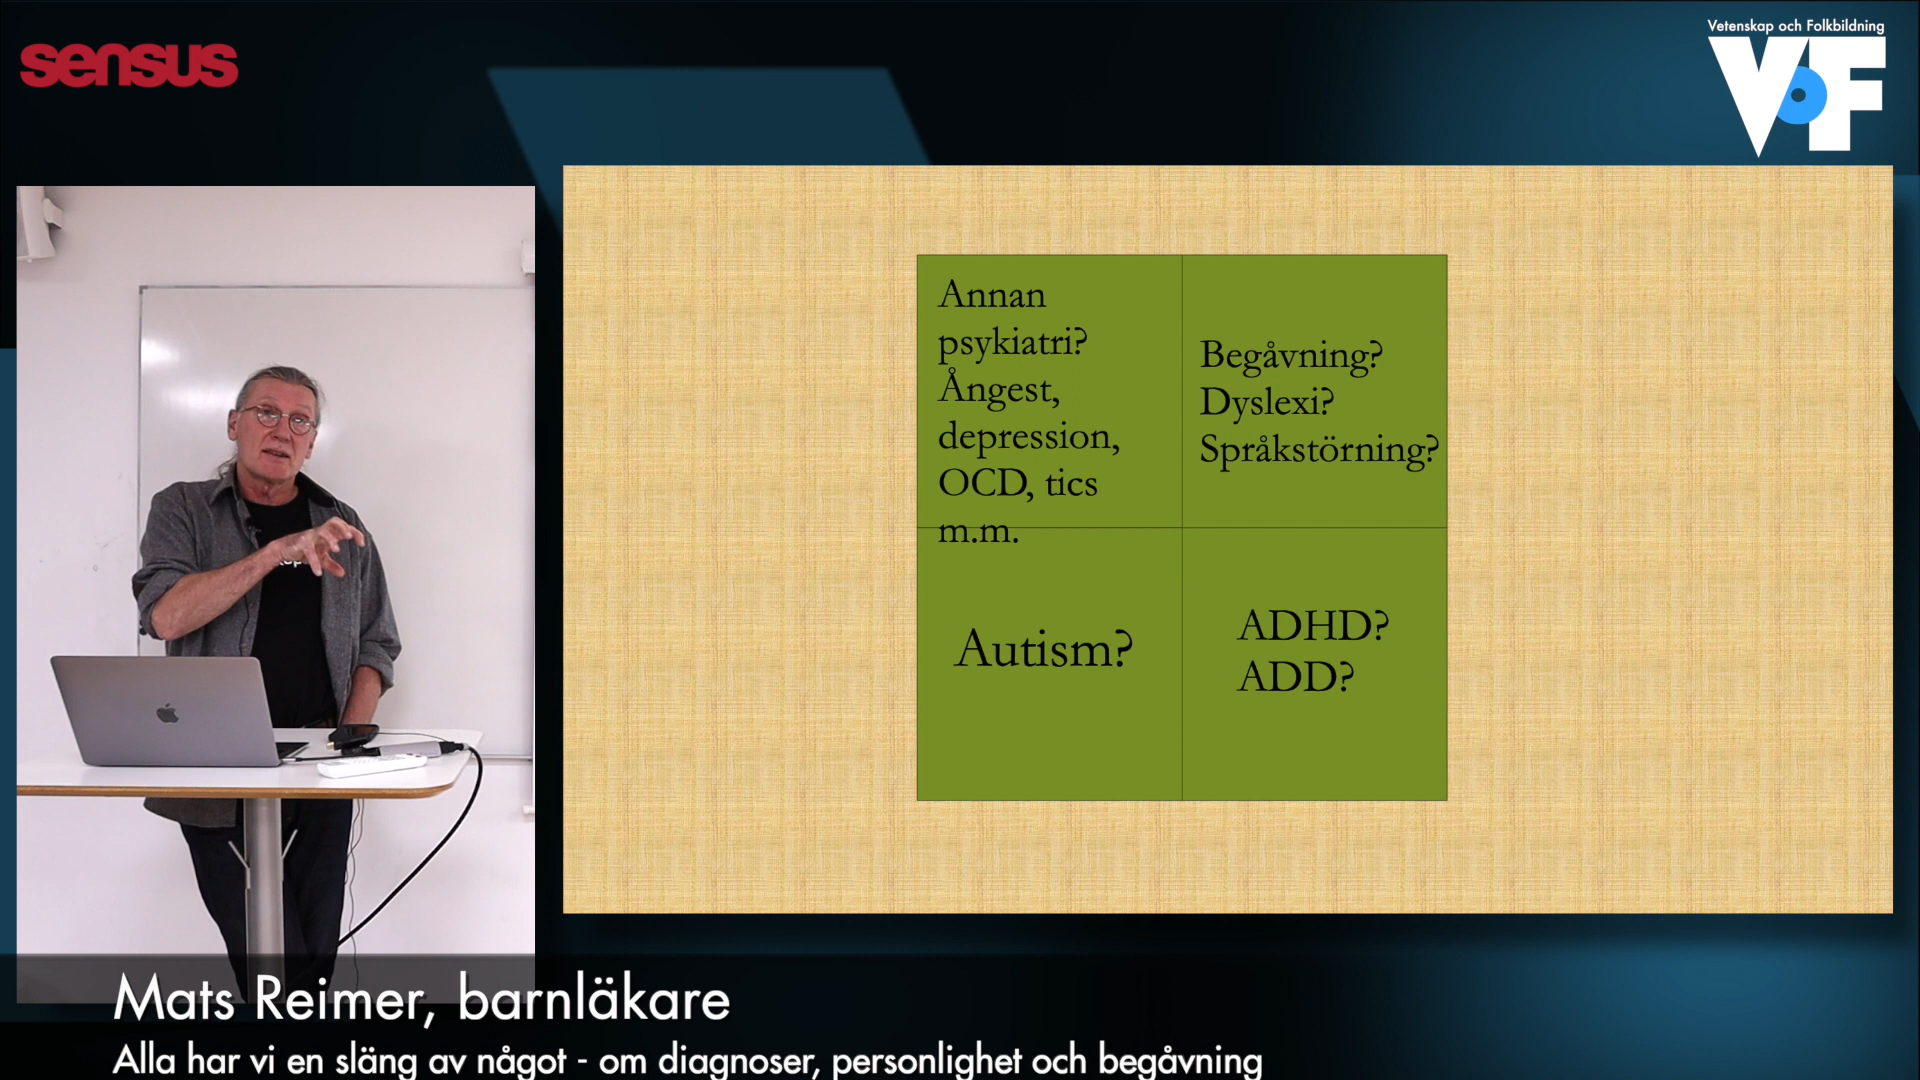 sensus
Vetenskap och Folkbildning
VoF
Annan
psykiatri?
Ångest,
depression,
OCD, tics
m.m.
Begåvning?
Dyslexi?
Språkstörning?
Autism?
ADHD?
ADD?
Mats Reimer, barnläkare
Alla har vi en släng av något - om diagnoser, personlighet och begåvning